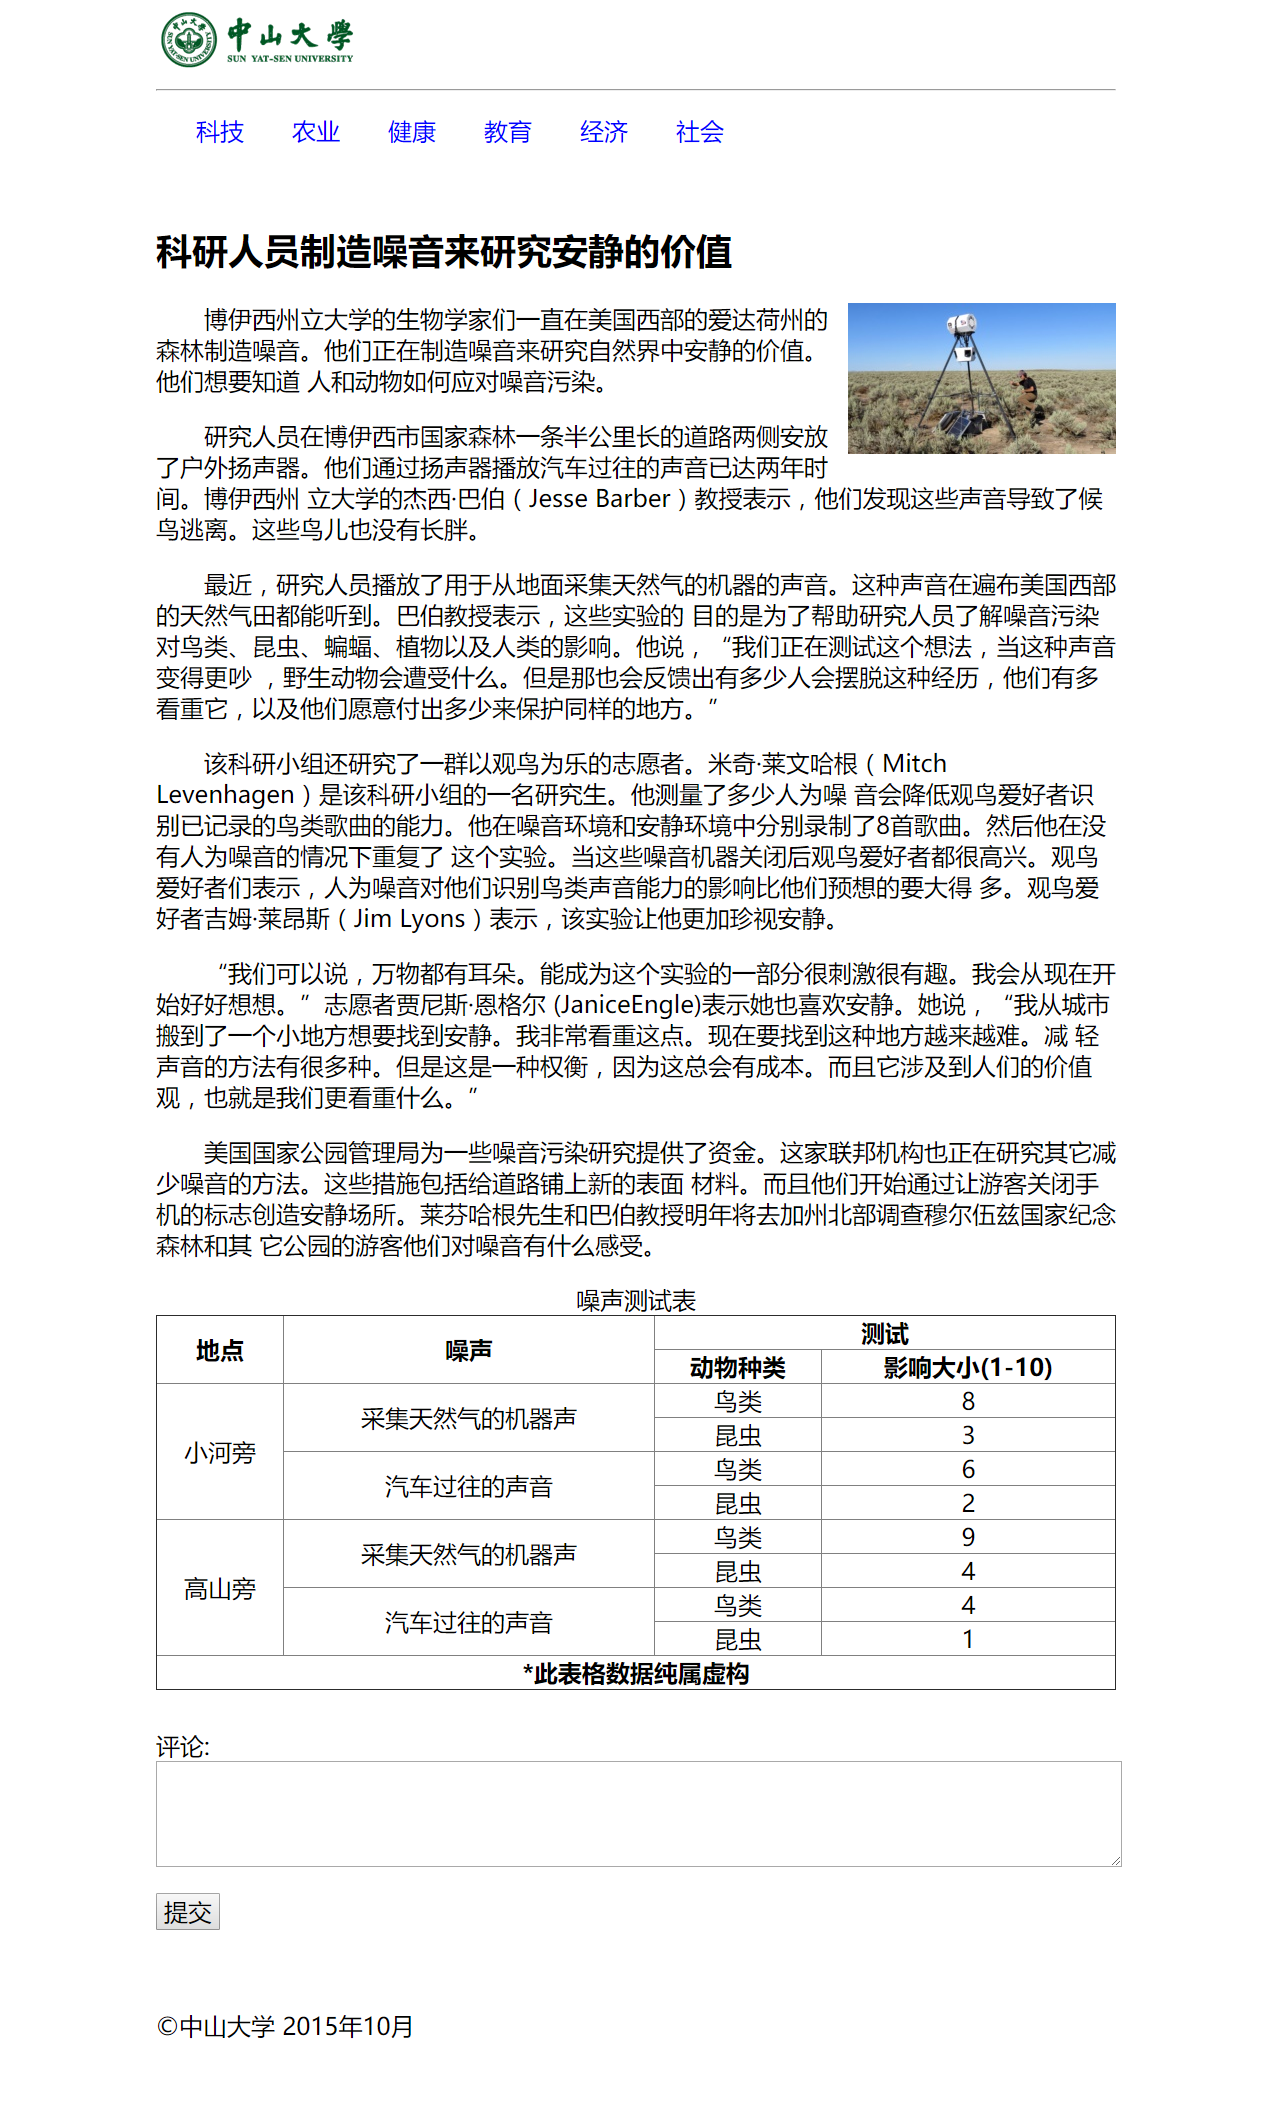 中山大學
SUN YAT-SEN UNIVERSITY
科技 农业 健康 教育 经济 社会
科研人员制造噪音来研究安静的价值
博伊西州立大学的生物学家们一直在美国西部的爱达荷州的
森林制造噪音。他们正在制造噪音来研究自然界中安静的价值。
他们想要知道 人和动物如何应对噪音污染。
研究人员在博伊西市国家森林一条半公里长的道路两侧安放
了户外扬声器。他们通过扬声器播放汽车过往的声音已达两年时
间。博伊西州 立大学的杰西·巴伯（Jesse Barber）教授表示，他们发现这些声音导致了候
鸟逃离。这些鸟儿也没有长胖。
最近，研究人员播放了用于从地面采集天然气的机器的声音。这种声音在遍布美国西部
的天然气田都能听到。巴伯教授表示，这些实验的 目的是为了帮助研究人员了解噪音污染
对鸟类、昆虫、蝙蝠、植物以及人类的影响。他说，“我们正在测试这个想法，当这种声音
变得更吵 ，野生动物会遭受什么。但是那也会反馈出有多少人会摆脱这种经历，他们有多
看重它，以及他们愿意付出多少来保护同样的地方。”
该科研小组还研究了一群以观鸟为乐的志愿者。米奇·莱文哈根（Mitch
Levenhagen）是该科研小组的一名研究生。他测量了多少人为噪 音会降低观鸟爱好者识
别已记录的鸟类歌曲的能力。他在噪音环境和安静环境中分别录制了8首歌曲。然后他在没
有人为噪音的情况下重复了 这个实验。当这些噪音机器关闭后观鸟爱好者都很高兴。观鸟
爱好者们表示，人为噪音对他们识别鸟类声音能力的影响比他们预想的要大得 多。观鸟爱
好者吉姆·莱昂斯（Jim Lyons）表示，该实验让他更加珍视安静。
“我们可以说，万物都有耳朵。能成为这个实验的一部分很刺激很有趣。我会从现在开
始好好想想。”志愿者贾尼斯·恩格尔 (JaniceEngle)表示她也喜欢安静。她说，“我从城市
搬到了一个小地方想要找到安静。我非常看重这点。现在要找到这种地方越来越难。减 轻
声音的方法有很多种。但是这是一种权衡，因为这总会有成本。而且它涉及到人们的价值
观，也就是我们更看重什么。”
美国国家公园管理局为一些噪音污染研究提供了资金。这家联邦机构也正在研究其它减
少噪音的方法。这些措施包括给道路铺上新的表面 材料。而且他们开始通过让游客关闭手
机的标志创造安静场所。莱芬哈根先生和巴伯教授明年将去加州北部调查穆尔伍兹国家纪念
森林和其 它公园的游客他们对噪音有什么感受。
噪声测试表
地点 噪声 测试
动物种类 影响大小(1-10)
小河旁 采集天然气的机器声 鸟类 8
昆虫 3
汽车过往的声音 鸟类 6
昆虫 2
高山旁 采集天然气的机器声 鸟类 9
昆虫 4
汽车过往的声音 鸟类 4
昆虫 1
*此表格数据纯属虚构
评论:
提交
©中山大学 2015年10月